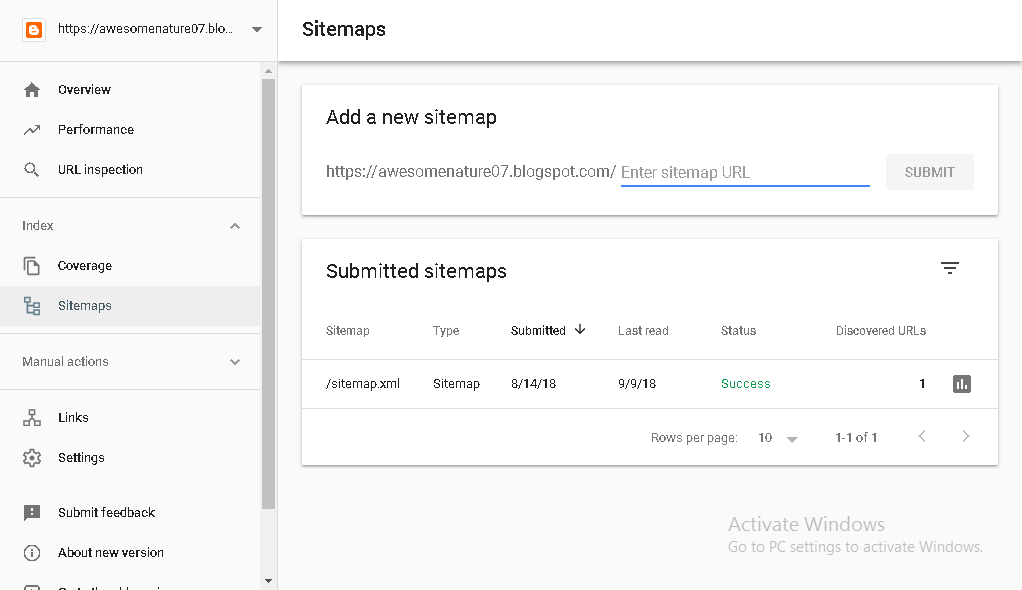 https://awesomenature07.blo...
Sitemaps
Overview
Performance
URL inspection
Index
Coverage
Sitemaps
Manual actions
Links
Settings
Submit feedback
About new version
Add a new sitemap
https://awesomenature07.blogspot.com/ Enter sitemap URL SUBMIT
Submitted sitemaps
Sitemap Type Submitted Last read Status Discovered URLs
/sitemap.xml Sitemap 8/14/18 9/9/18 Success 1
Rows per page: 10 1-1 of 1
Activate Windows
Go to PC settings to activate Windows.